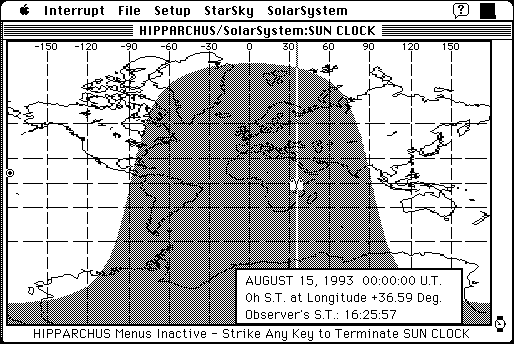 Interrupt File Setup StarSky SolarSystem
HIPPARCHUS/SolarSystem:SUN CLOCK
-150 -120 -90 -60 -30 0 30 60 90 120 150
AUGUST 15, 1993 00:00:00 U.T.
0h S.T. at Longitude +36.59 Deg.
Observer's S.T.: 16:25:57
HIPPARCHUS Menus Inactive - Strike Any Key to Terminate SUN CLOCK